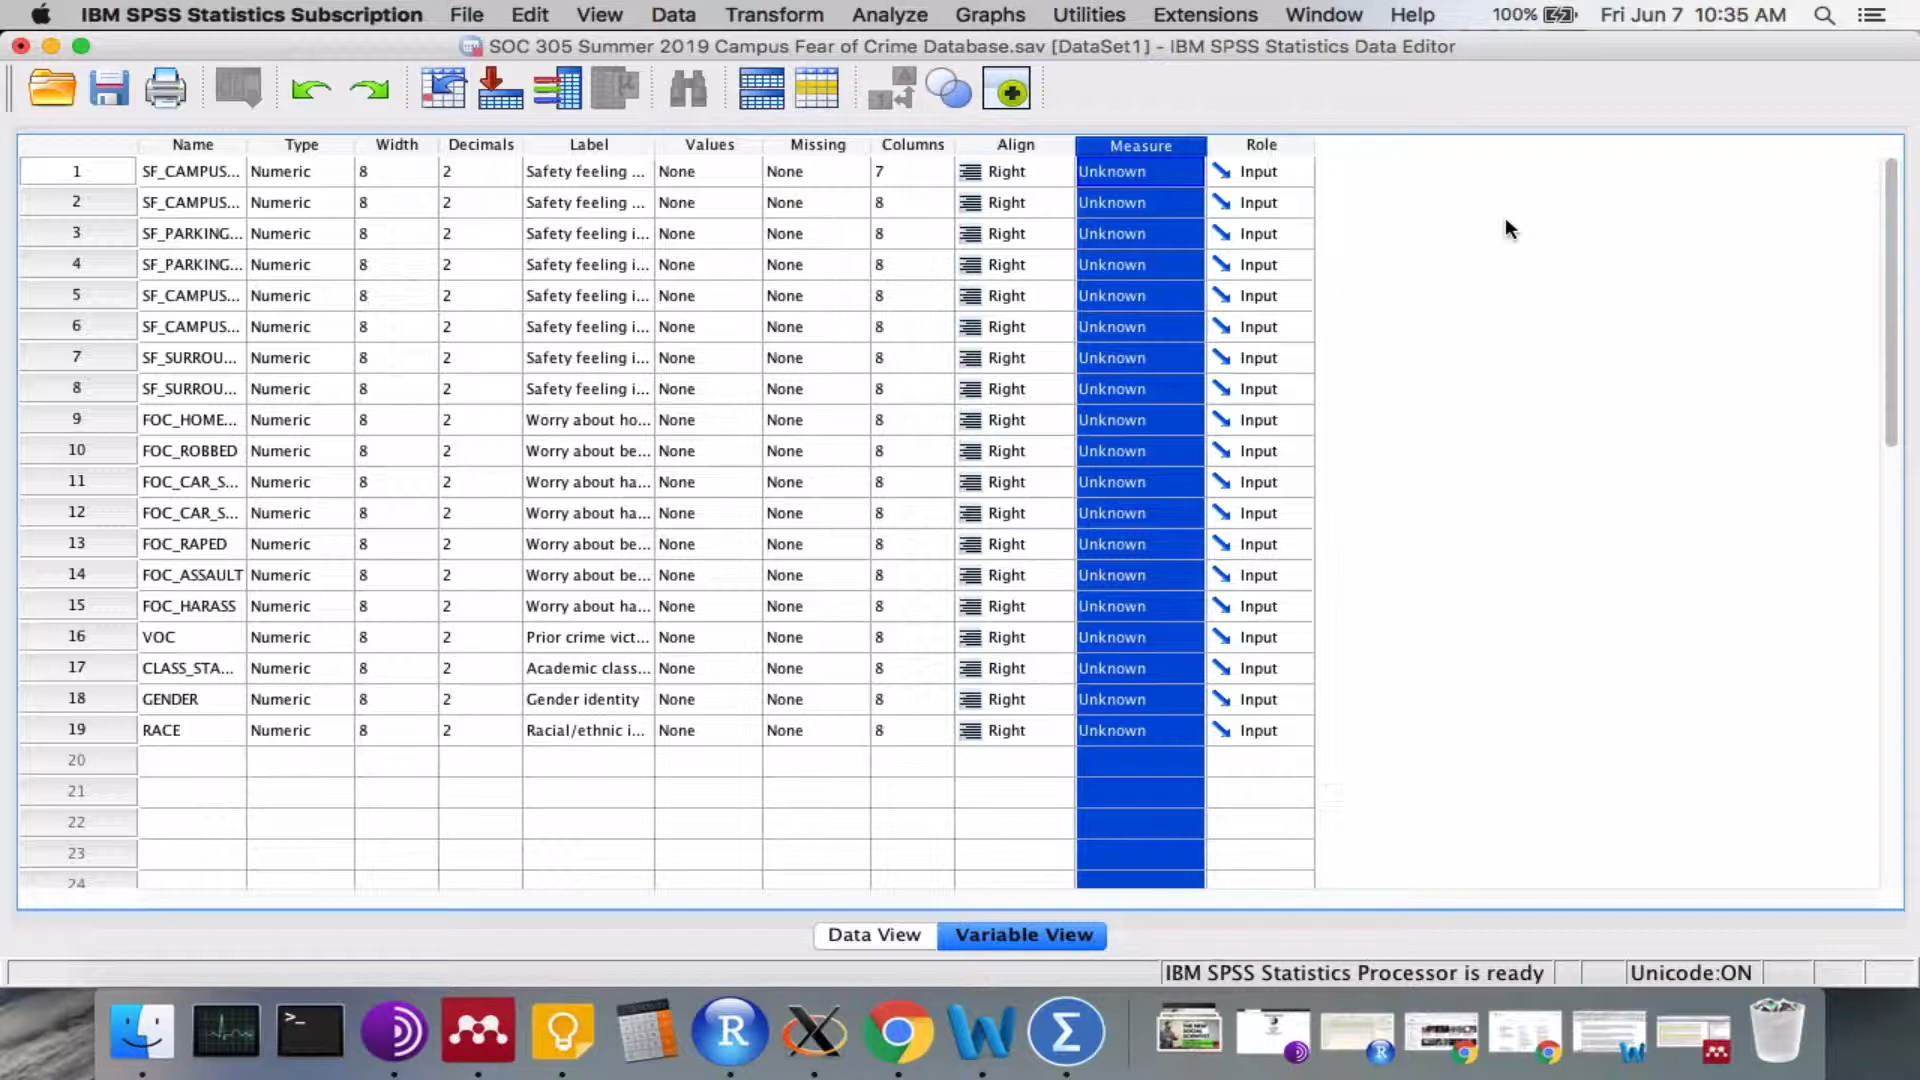 IBM SPSS Statistics Subscription File Edit View Data Transform Analyze Graphs Utilities Extensions Window Help 100% Fri Jun 7 10:35 AM
SOC 305 Summer 2019 Campus Fear of Crime Database.sav [DataSet1] - IBM SPSS Statistics Data Editor
Name Type Width Decimals Label Values Missing Columns Align Measure Role
1 SF_CAMPUS... Numeric 8 2 Safety feeling ... None None 7 Right Unknown Input
2 SF_CAMPUS... Numeric 8 2 Safety feeling ... None None 8 Right Unknown Input
3 SF_PARKING... Numeric 8 2 Safety feeling i... None None 8 Right Unknown Input
4 SF_PARKING... Numeric 8 2 Safety feeling i... None None 8 Right Unknown Input
5 SF_CAMPUS... Numeric 8 2 Safety feeling i... None None 8 Right Unknown Input
6 SF_CAMPUS... Numeric 8 2 Safety feeling i... None None 8 Right Unknown Input
7 SF_SURROU... Numeric 8 2 Safety feeling i... None None 8 Right Unknown Input
8 SF_SURROU... Numeric 8 2 Safety feeling i... None None 8 Right Unknown Input
9 FOC_HOME... Numeric 8 2 Worry about ho... None None 8 Right Unknown Input
10 FOC_ROBBED Numeric 8 2 Worry about be... None None 8 Right Unknown Input
11 FOC_CAR_S... Numeric 8 2 Worry about ha... None None 8 Right Unknown Input
12 FOC_CAR_S... Numeric 8 2 Worry about ha... None None 8 Right Unknown Input
13 FOC_RAPED Numeric 8 2 Worry about be... None None 8 Right Unknown Input
14 FOC_ASSAULT Numeric 8 2 Worry about be... None None 8 Right Unknown Input
15 FOC_HARASS Numeric 8 2 Worry about ha... None None 8 Right Unknown Input
16 VOC Numeric 8 2 Prior crime vict... None None 8 Right Unknown Input
17 CLASS_STA... Numeric 8 2 Academic class... None None 8 Right Unknown Input
18 GENDER Numeric 8 2 Gender identity None None 8 Right Unknown Input
19 RACE Numeric 8 2 Racial/ethnic i... None None 8 Right Unknown Input
20
21
22
23
24
Data View Variable View
IBM SPSS Statistics Processor is ready Unicode:ON